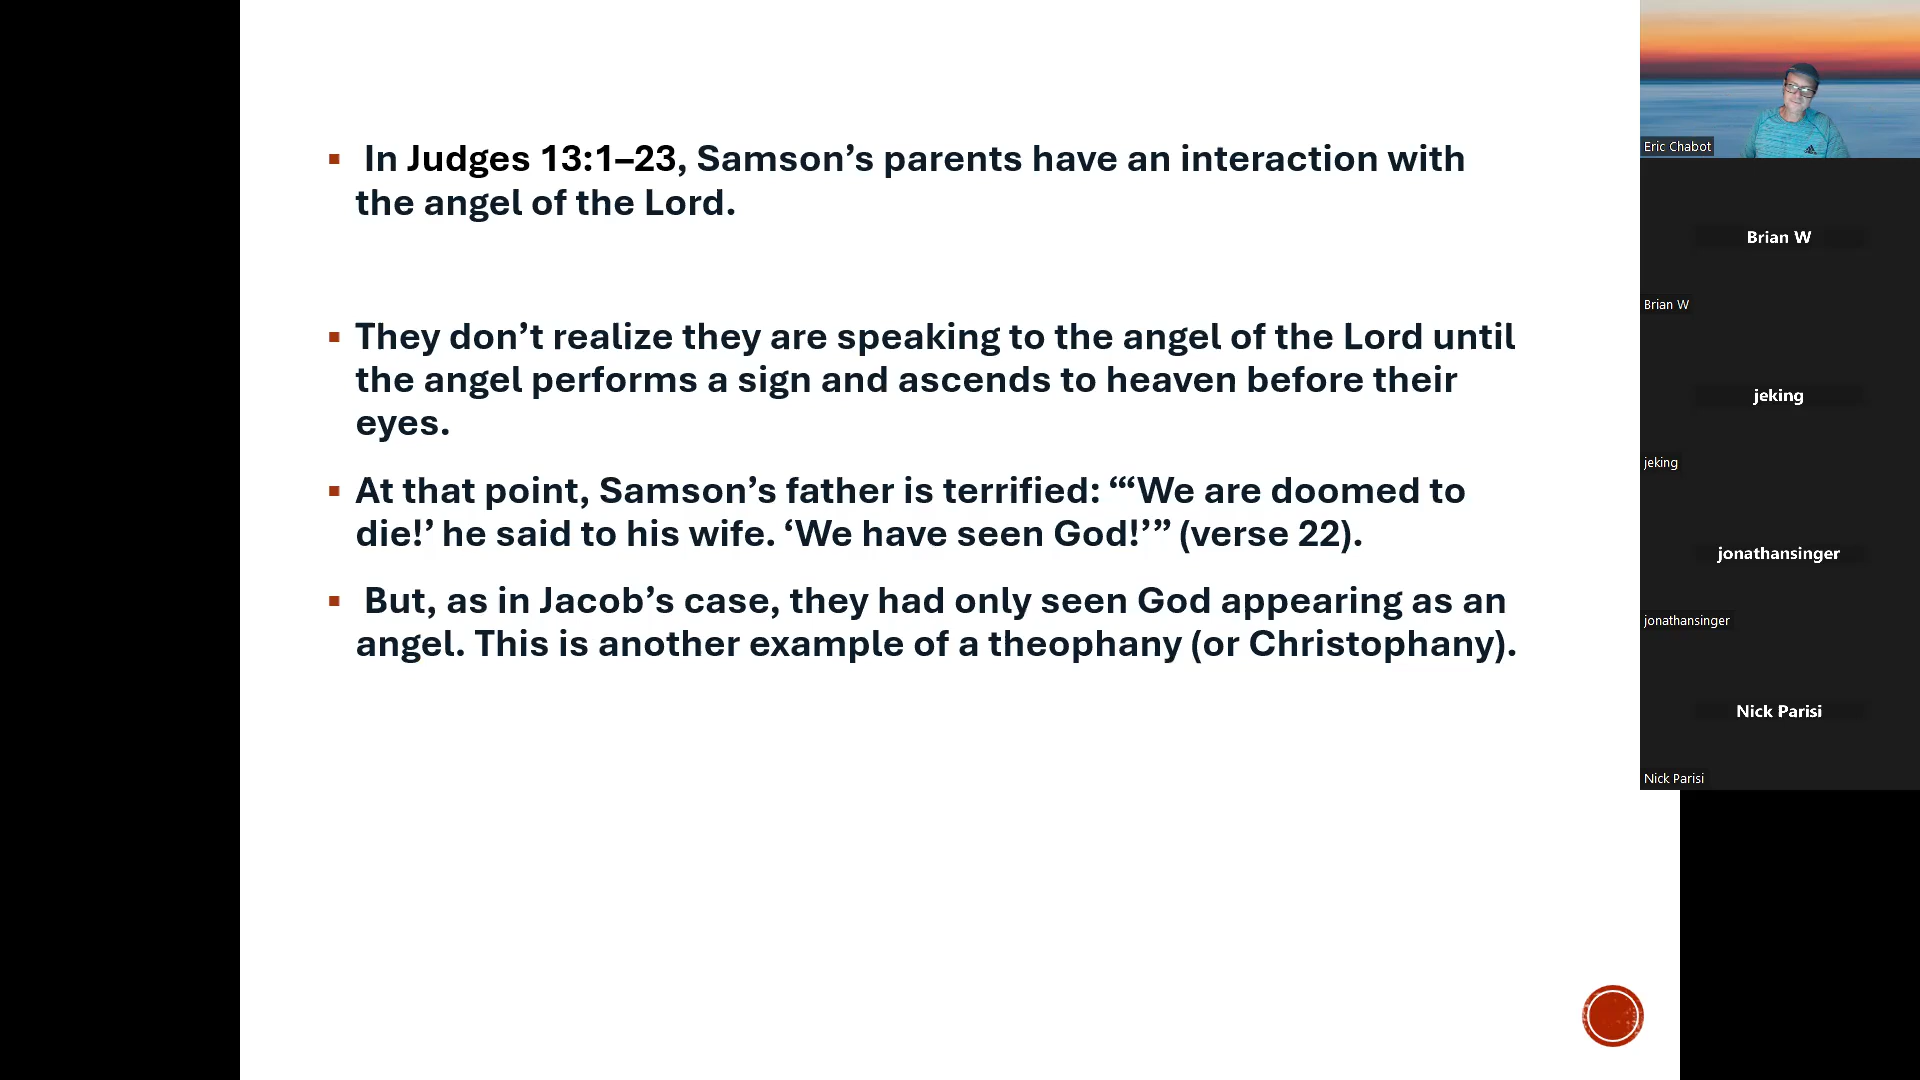 ▪ In Judges 13:1–23, Samson’s parents have an interaction with
the angel of the Lord.
▪ They don’t realize they are speaking to the angel of the Lord until
the angel performs a sign and ascends to heaven before their
eyes.
▪ At that point, Samson’s father is terrified: “‘We are doomed to
die!’ he said to his wife. ‘We have seen God!’” (verse 22).
▪ But, as in Jacob’s case, they had only seen God appearing as an
angel. This is another example of a theophany (or Christophany).
Eric Chabot
Brian W
Brian W
jeking
jeking
jonathansinger
jonathansinger
Nick Parisi
Nick Parisi